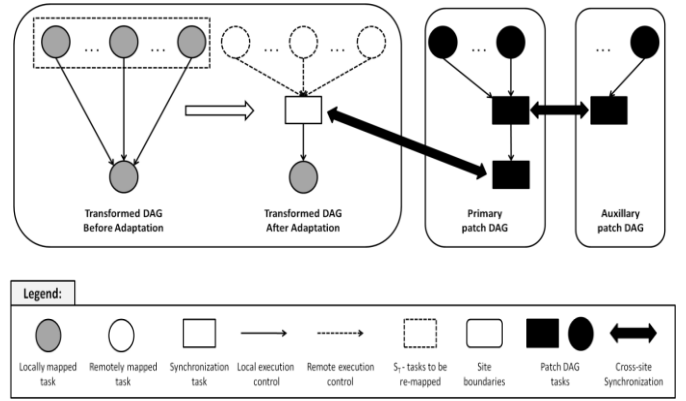 ... ...
... ...
...
...
Transformed DAG
Before Adaptation
Transformed DAG
After Adaptation
Primary
patch DAG
Auxillary
patch DAG
Legend:
Locally mapped
task
Remotely mapped
task
Synchronization
task
Local execution
control
Remote execution
control
ST - tasks to be
re-mapped
Site
boundaries
Patch DAG
tasks
Cross-site
Synchronization